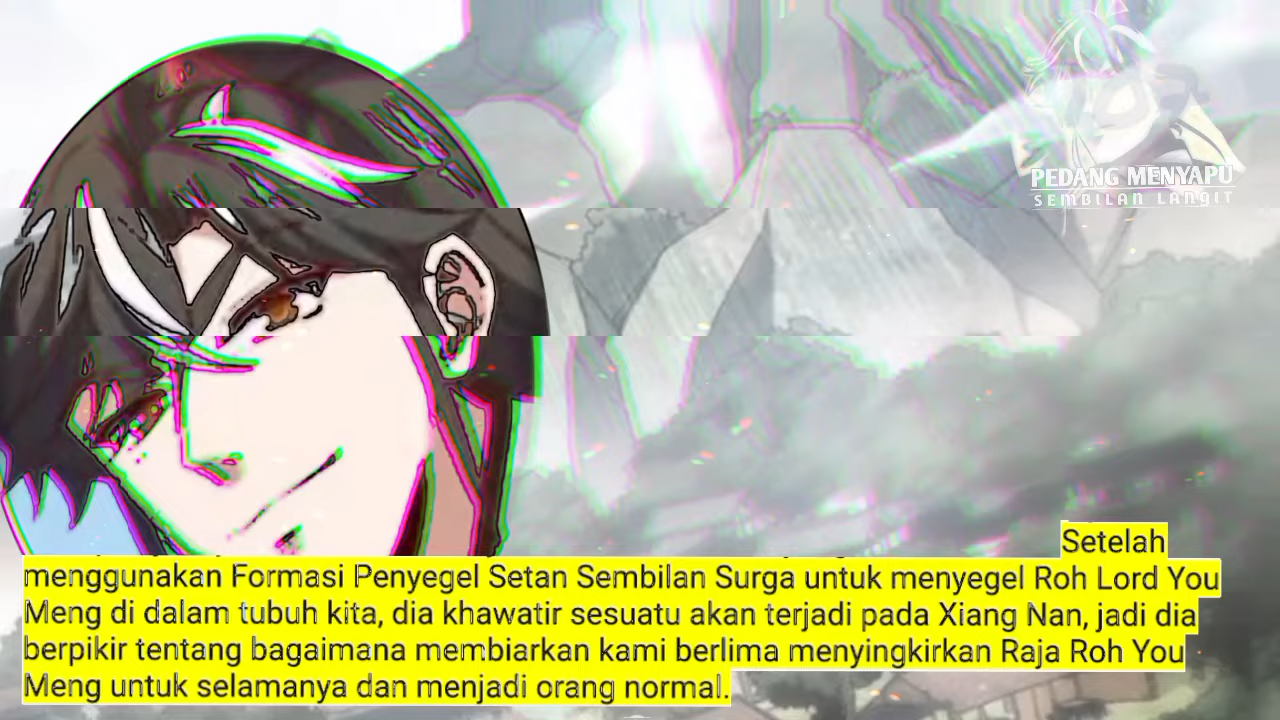 PEDANG MENYAPU
SEMBILAN LANGIT
Setelah
menggunakan Formasi Penyegel Setan Sembilan Surga untuk menyegel Roh Lord You
Meng di dalam tubuh kita, dia khawatir sesuatu akan terjadi pada Xiang Nan, jadi dia
berpikir tentang bagaimana membiarkan kami berlima menyingkirkan Raja Roh You
Meng untuk selamanya dan menjadi orang normal.